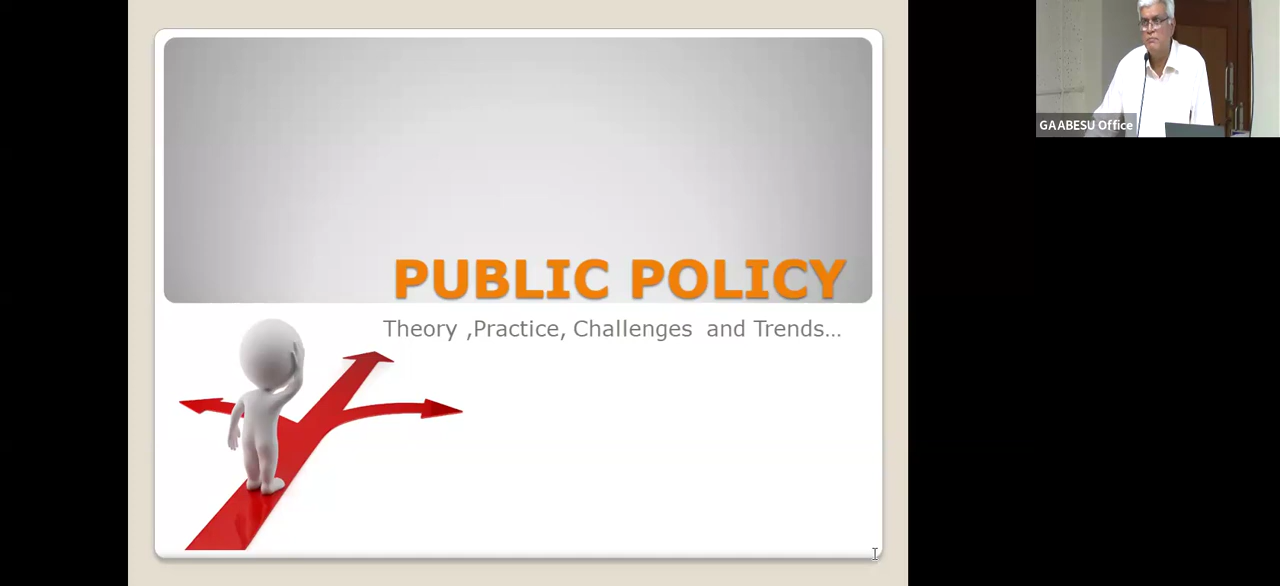 GAABESU Office
PUBLIC POLICY
Theory ,Practice, Challenges  and Trends...